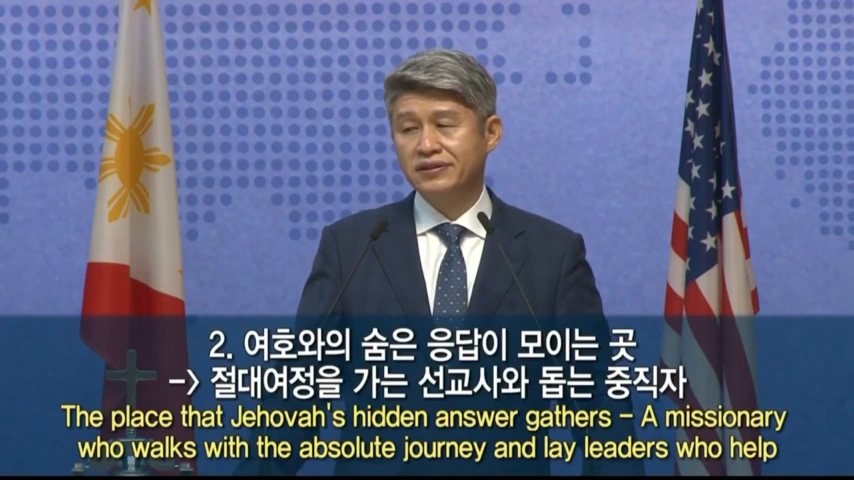 2. 여호와의 숨은 응답이 모이는 곳
-> 절대여정을 가는 선교사와 돕는 중직자
The place that Jehovah's hidden answer gathers – A missionary
who walks with the absolute journey and lay leaders who help